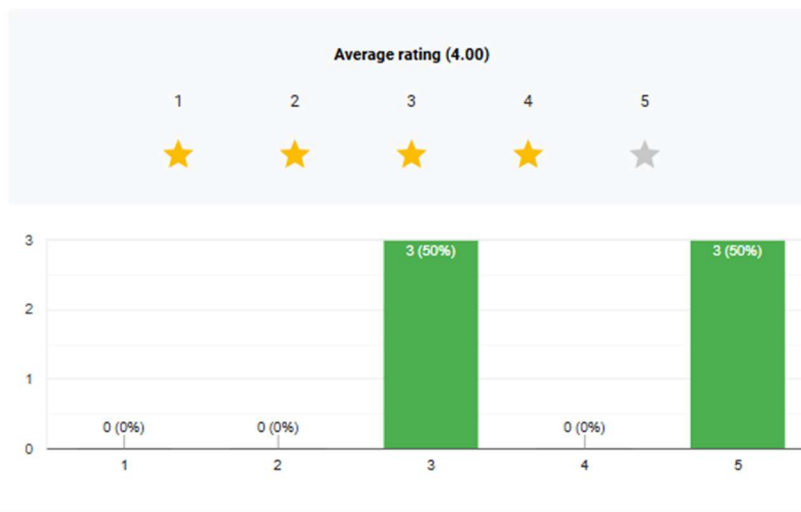 Average rating (4.00)
1 2 3 4 5
3
3 (50%) 3 (50%)
2
1
0 (0%) 0 (0%) 0 (0%)
0
1 2 3 4 5